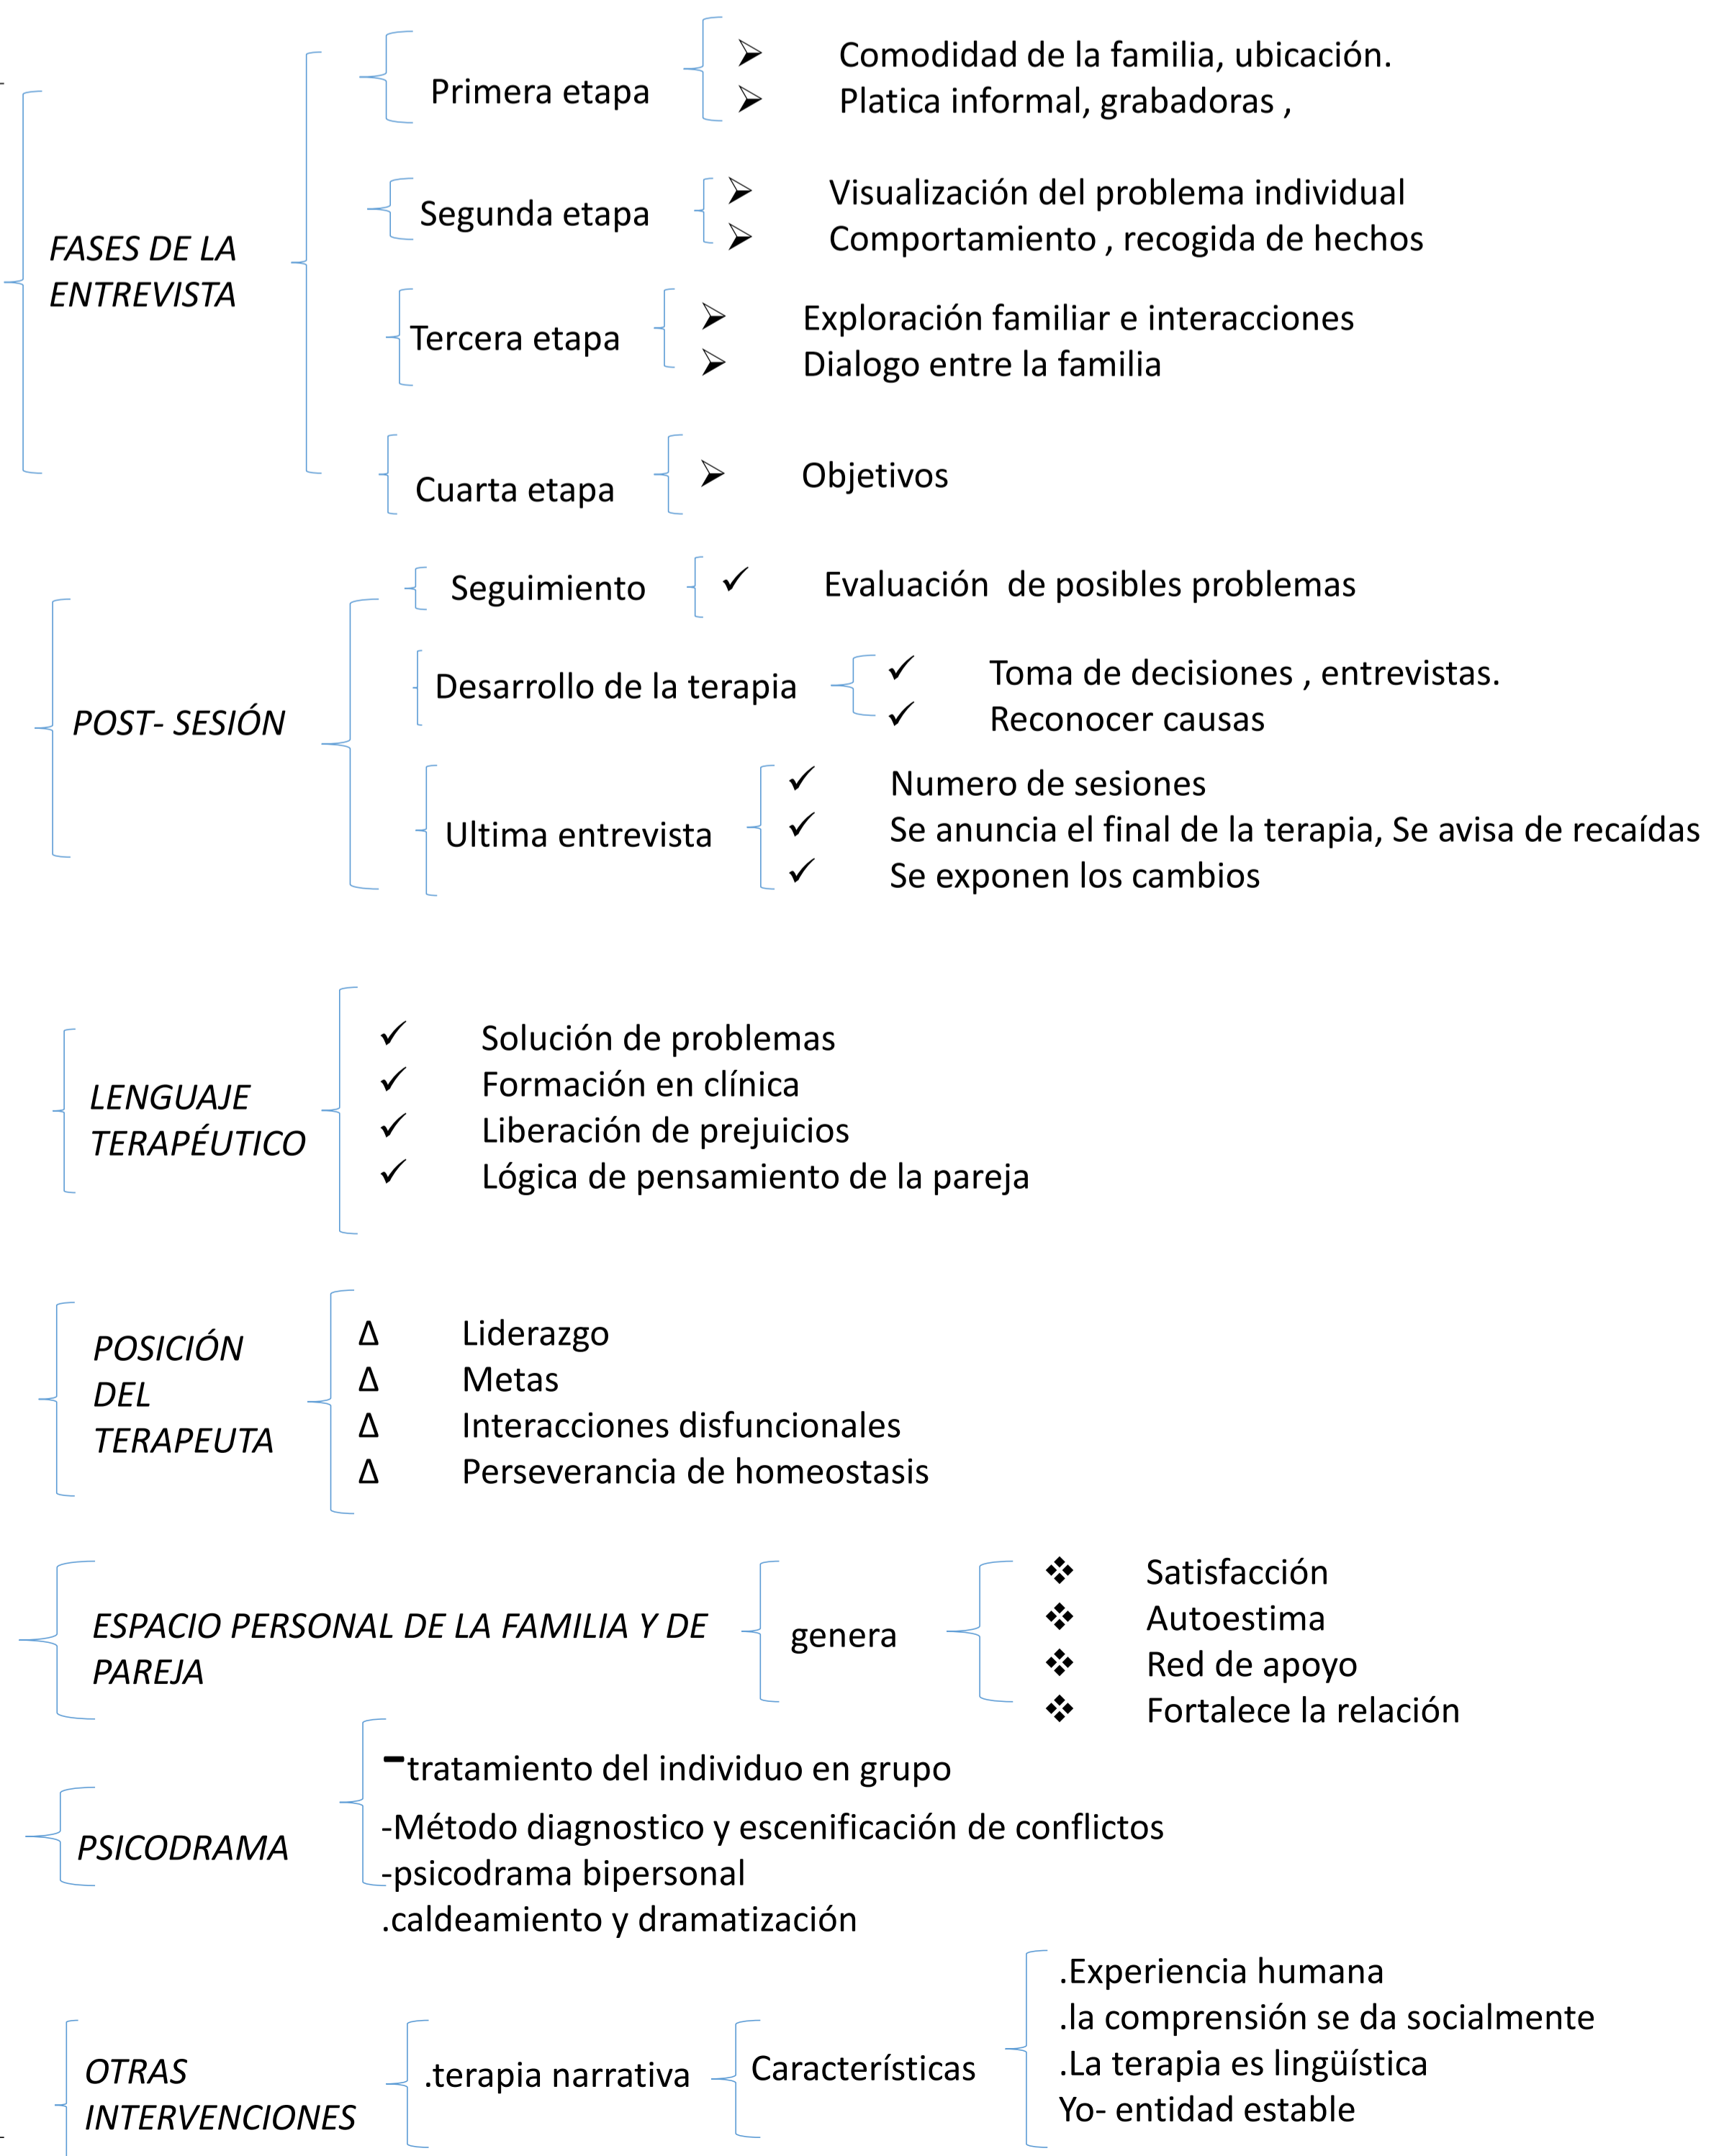 FASES DE LA
ENTREVISTA
Primera etapa
Comodidad de la familia, ubicación.
Platica informal, grabadoras ,
Segunda etapa
Visualización del problema individual
Comportamiento , recogida de hechos
Tercera etapa
Exploración familiar e interacciones
Dialogo entre la familia
Cuarta etapa
Objetivos
POST- SESIÓN
Seguimiento
Evaluación de posibles problemas
Desarrollo de la terapia
Toma de decisiones , entrevistas.
Reconocer causas
Ultima entrevista
Numero de sesiones
Se anuncia el final de la terapia, Se avisa de recaídas
Se exponen los cambios
LENGUAJE
TERAPÉUTICO
Solución de problemas
Formación en clínica
Liberación de prejuicios
Lógica de pensamiento de la pareja
POSICIÓN
DEL
TERAPEUTA
Δ Liderazgo
Δ Metas
Δ Interacciones disfuncionales
Δ Perseverancia de homeostasis
ESPACIO PERSONAL DE LA FAMILIA Y DE
PAREJA
genera
Satisfacción
Autoestima
Red de apoyo
Fortalece la relación
PSICODRAMA
-tratamiento del individuo en grupo
-Método diagnostico y escenificación de conflictos
-psicodrama bipersonal
.caldeamiento y dramatización
OTRAS
INTERVENCIONES
.terapia narrativa
Características
.Experiencia humana
.la comprensión se da socialmente
.La terapia es lingüística
Yo- entidad estable